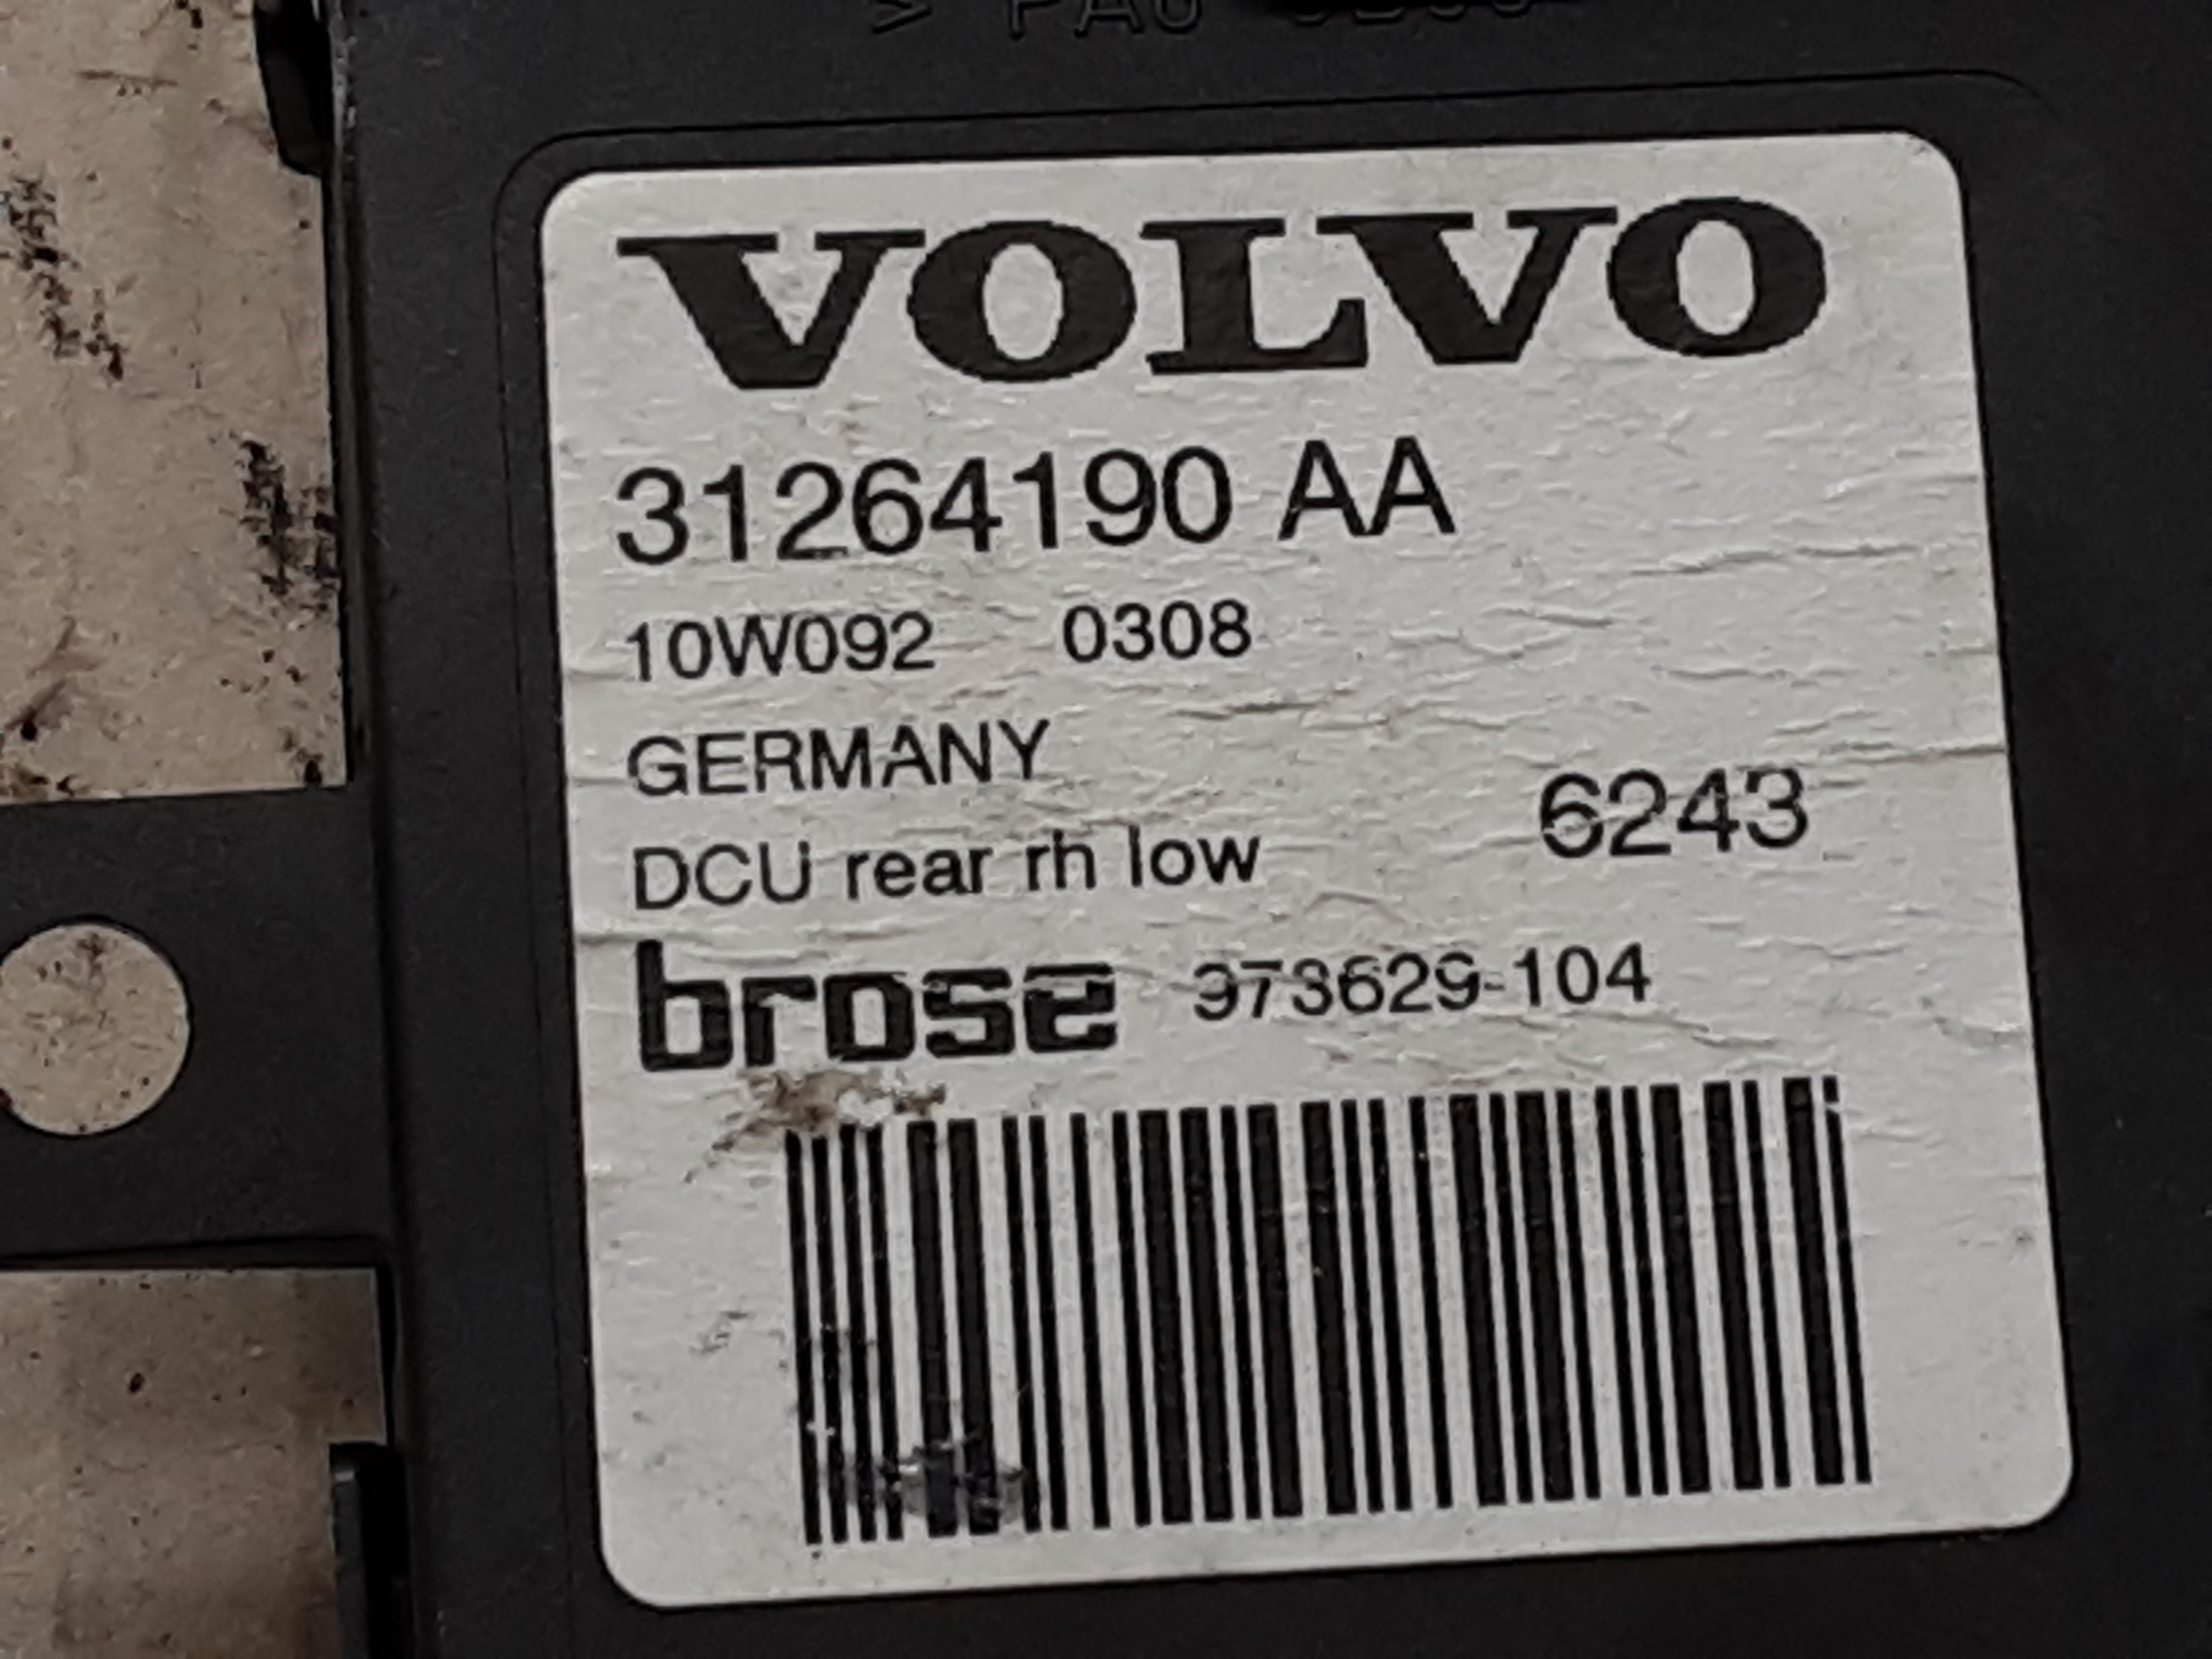 VOLVO
31264190 AA
10W092 0308
GERMANY
DCU rear rh low 6243
brose 973629-104